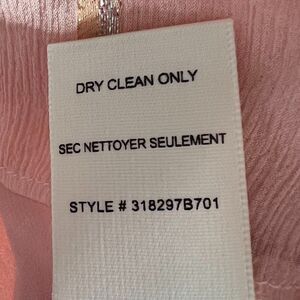 DRY CLEAN ONLY
SEC NETTOYER SEULEMENT
STYLE # 318297B701